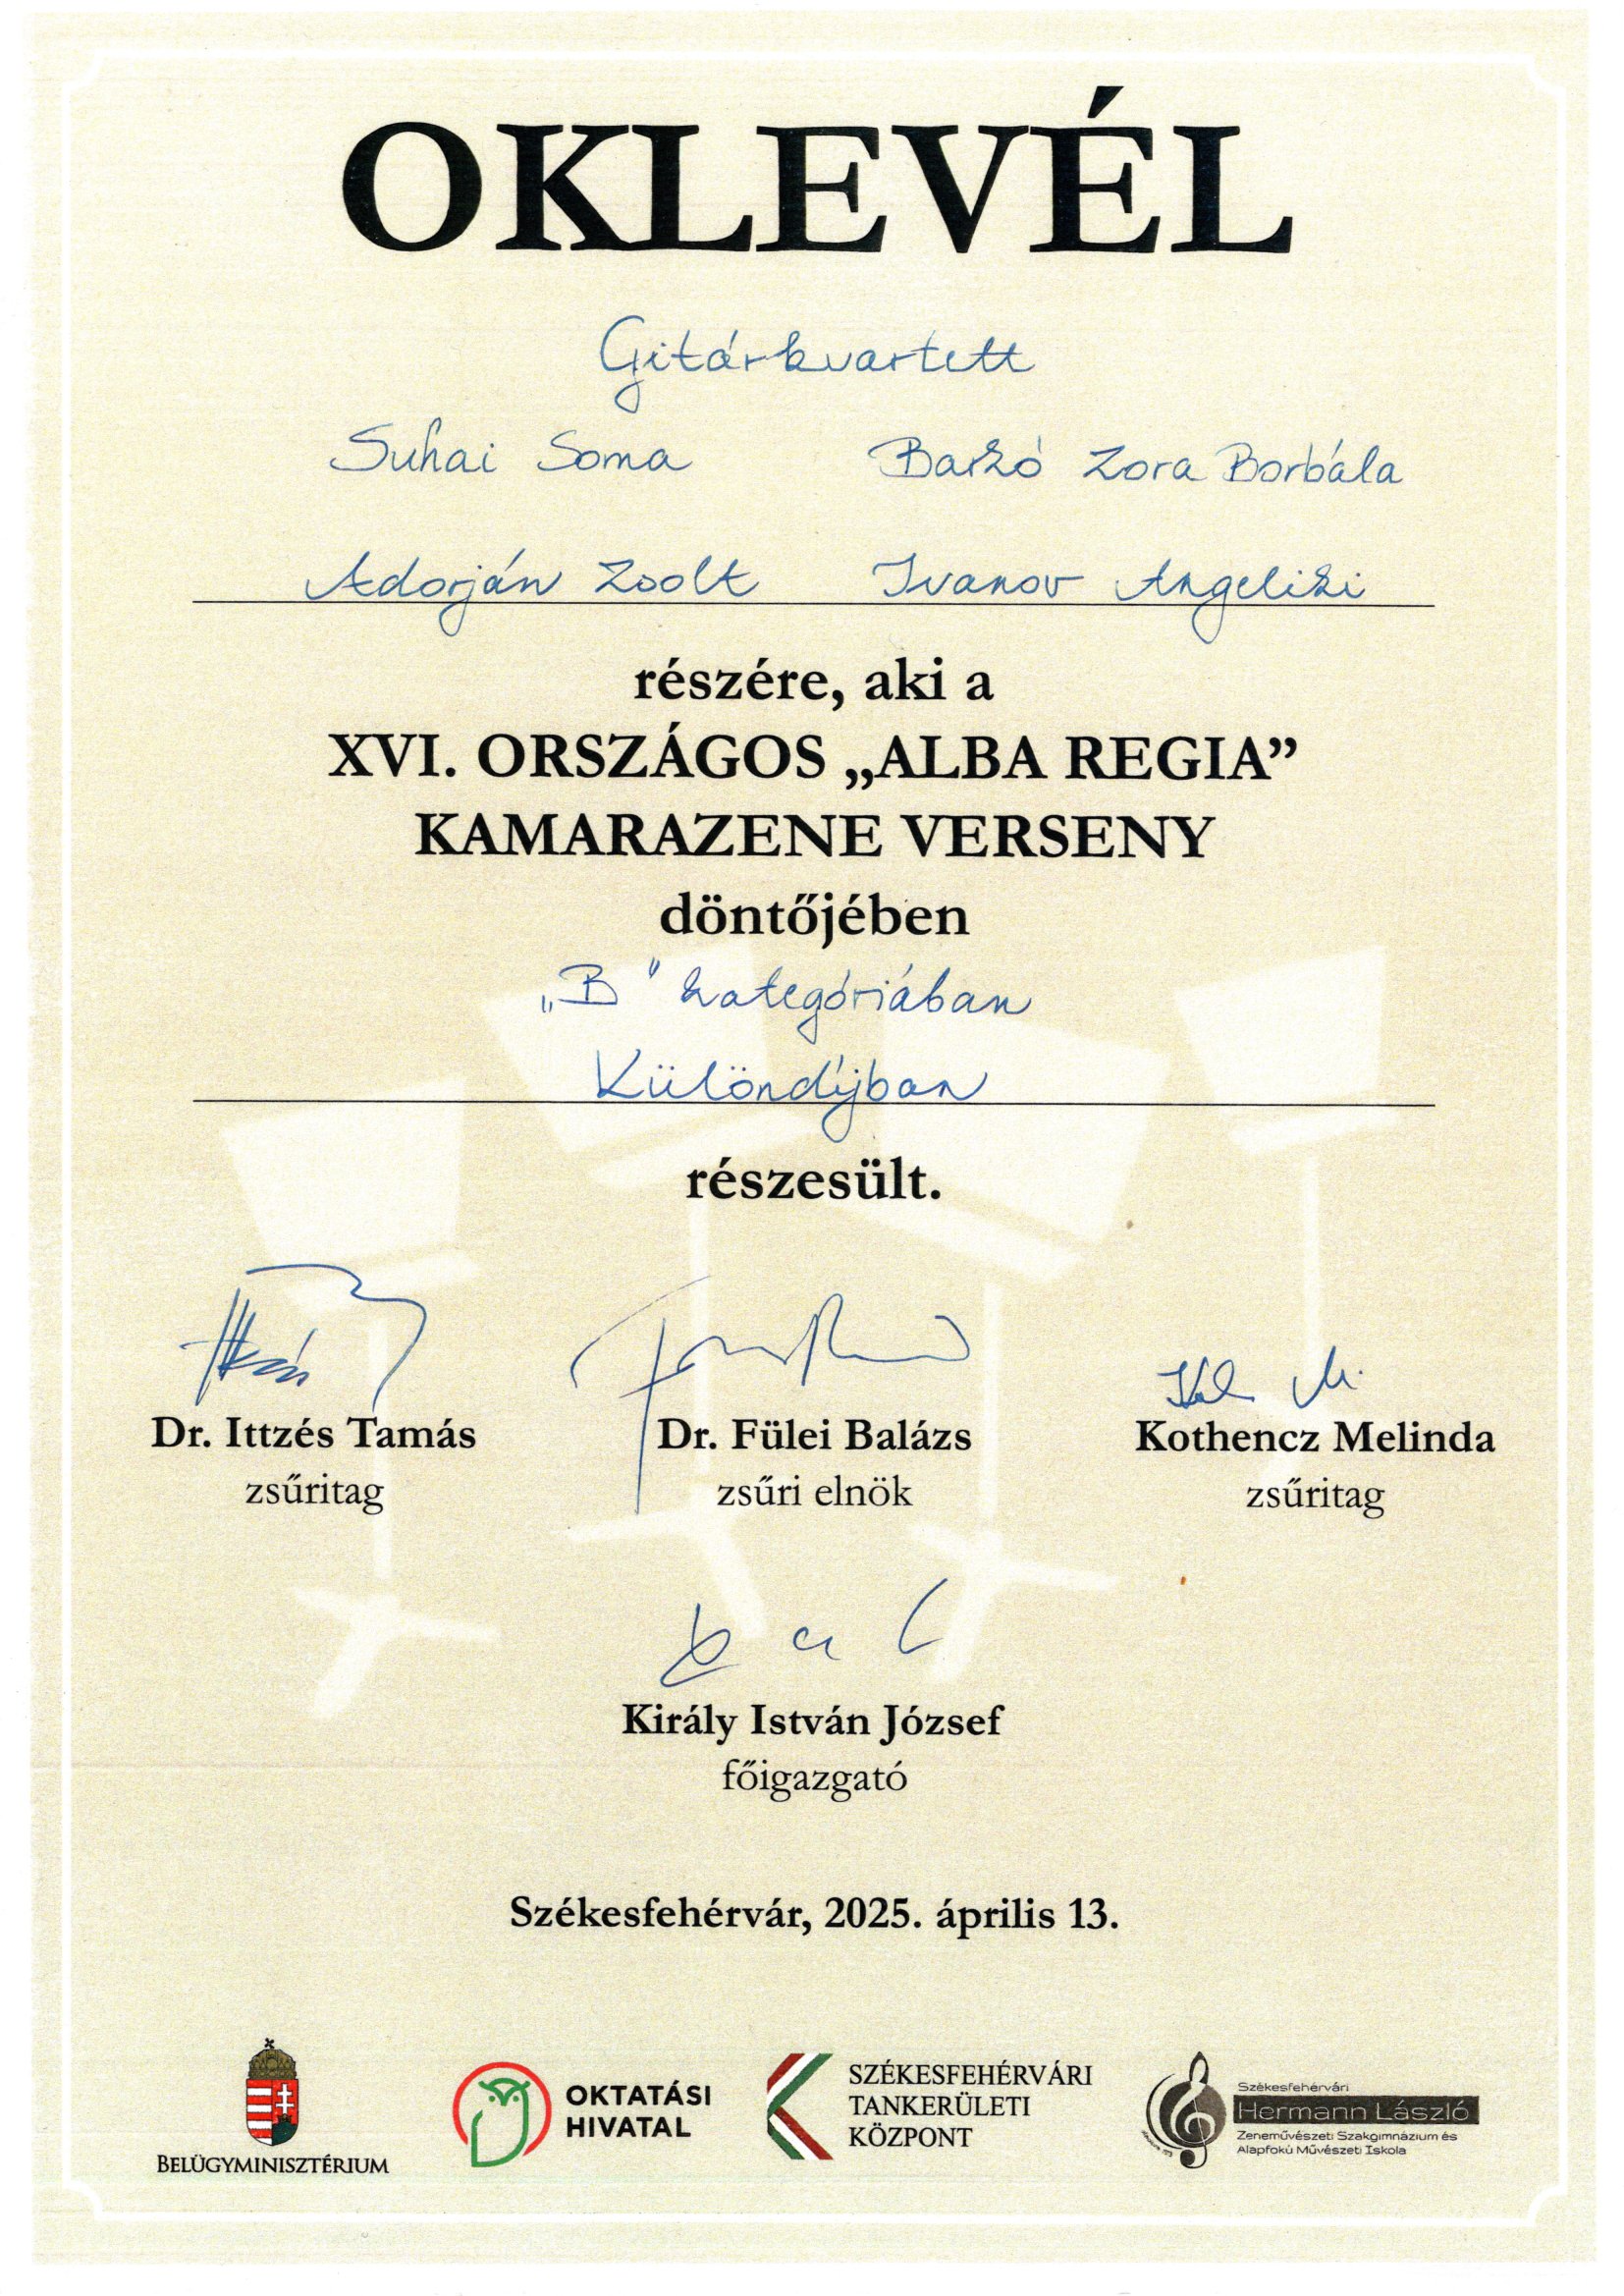 OKLEVÉL
Gitárkvartett
Suhai Soma Barkó Zora Borbála
Adorján Zsolt Ivanov Angeliki
részére, aki a
XVI. ORSZÁGOS „ALBA REGIA”
KAMARAZENE VERSENY
döntőjében
„B" kategóriában
Különdíjban
részesült.
Dr. Ittzés Tamás Dr. Fülei Balázs Kothencz Melinda
zsűritag zsűri elnök zsűritag
Király István József
főigazgató
Székesfehérvár, 2025. április 13.
BELÜGYMINISZTÉRIUM
OKTATÁSI
HIVATAL
SZÉKESFEHÉRVÁRI
TANKERÜLETI
KÖZPONT
Székesfehérvári
Hermann László
Zeneművészeti Szakgimnázium és
Alapfokú Művészeti Iskola